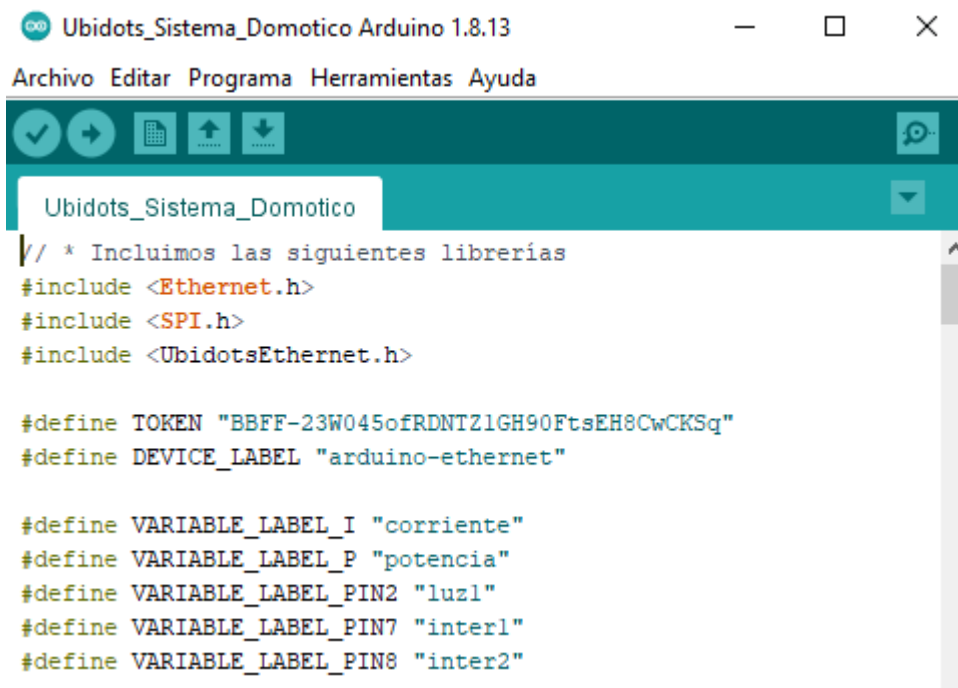 Ubidots_Sistema_Domotico Arduino 1.8.13
Archivo Editar Programa Herramientas Ayuda
Ubidots_Sistema_Domotico
// * Incluimos las siguientes librerías
#include <Ethernet.h>
#include <SPI.h>
#include <UbidotsEthernet.h>
#define TOKEN "BBFF-23W045ofRDNTZlGH90FtsEH8CwCKSq"
#define DEVICE_LABEL "arduino-ethernet"
#define VARIABLE_LABEL_I "corriente"
#define VARIABLE_LABEL_P "potencia"
#define VARIABLE_LABEL_PIN2 "luz1"
#define VARIABLE_LABEL_PIN7 "inter1"
#define VARIABLE_LABEL_PIN8 "inter2"